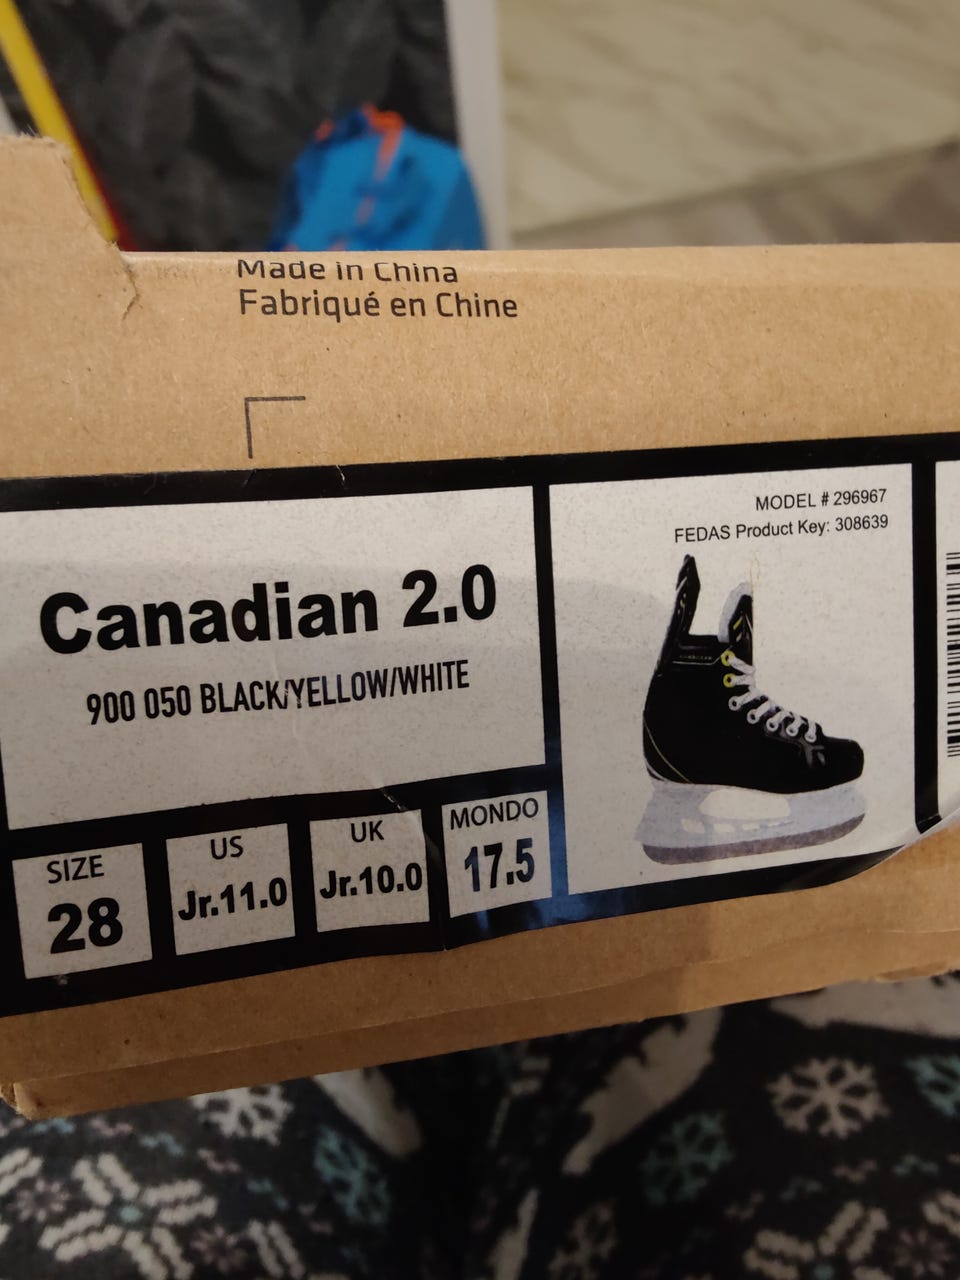 Made in China
Fabriqué en Chine
MODEL # 296967
FEDAS Product Key: 308639
Canadian 2.0
900 050 BLACK/YELLOW/WHITE
SIZE
28
US
Jr.11.0
UK
Jr.10.0
MONDO
17.5